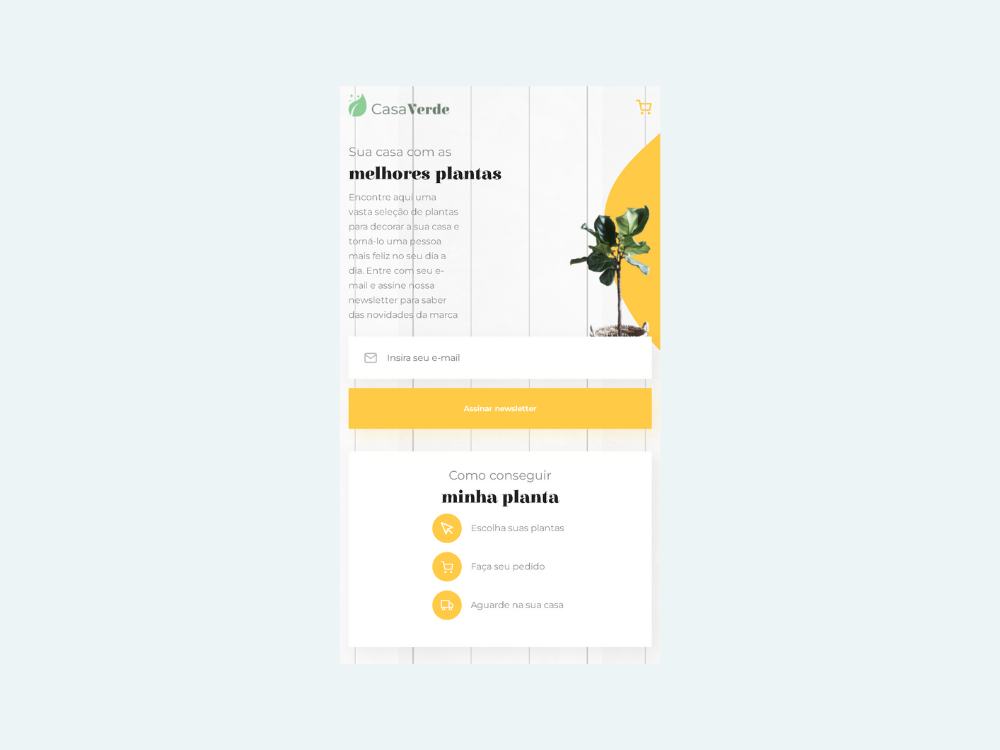 CasaVerde
Sua casa com as
melhores plantas
Encontre aqui uma
vasta seleção de plantas
para decorar a sua casa e
torná-lo uma pessoa
mais feliz no seu dia a
dia. Entre com seu e-
mail e assine nossa
newsletter para saber
das novidades da marca
Insira seu e-mail
Assinar newsletter
Como conseguir
minha planta
Escolha suas plantas
Faça seu pedido
Aguarde na sua casa